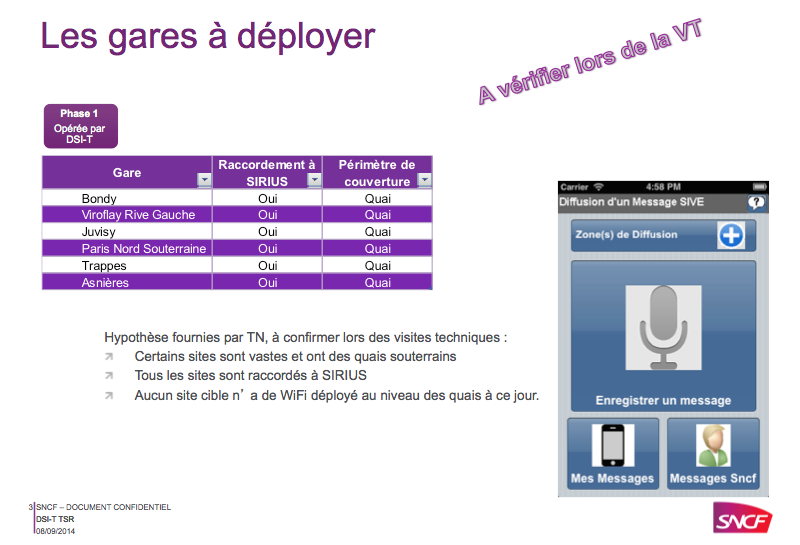 Les gares à déployer
A vérifier lors de la VT
Phase 1
Opérée par
DSI-T
Gare
Raccordement à
SIRIUS
Périmètre de
couverture
Bondy Oui Quai
Viroflay Rive Gauche Oui Quai
Juvisy Oui Quai
Paris Nord Souterraine Oui Quai
Trappes Oui Quai
Asnières Oui Quai
Hypothèse fournies par TN, à confirmer lors des visites techniques :
Certains sites sont vastes et ont des quais souterrains
Tous les sites sont raccordés à SIRIUS
Aucun site cible n’ a de WiFi déployé au niveau des quais à ce jour.
Carrier 4:58 PM
Diffusion d'un Message SIVE ?
Zone(s) de Diffusion
Enregistrer un message
Mes Messages
Messages Sncf
3 SNCF – DOCUMENT CONFIDENTIEL
DSI-T TSR
08/09/2014
SNCF